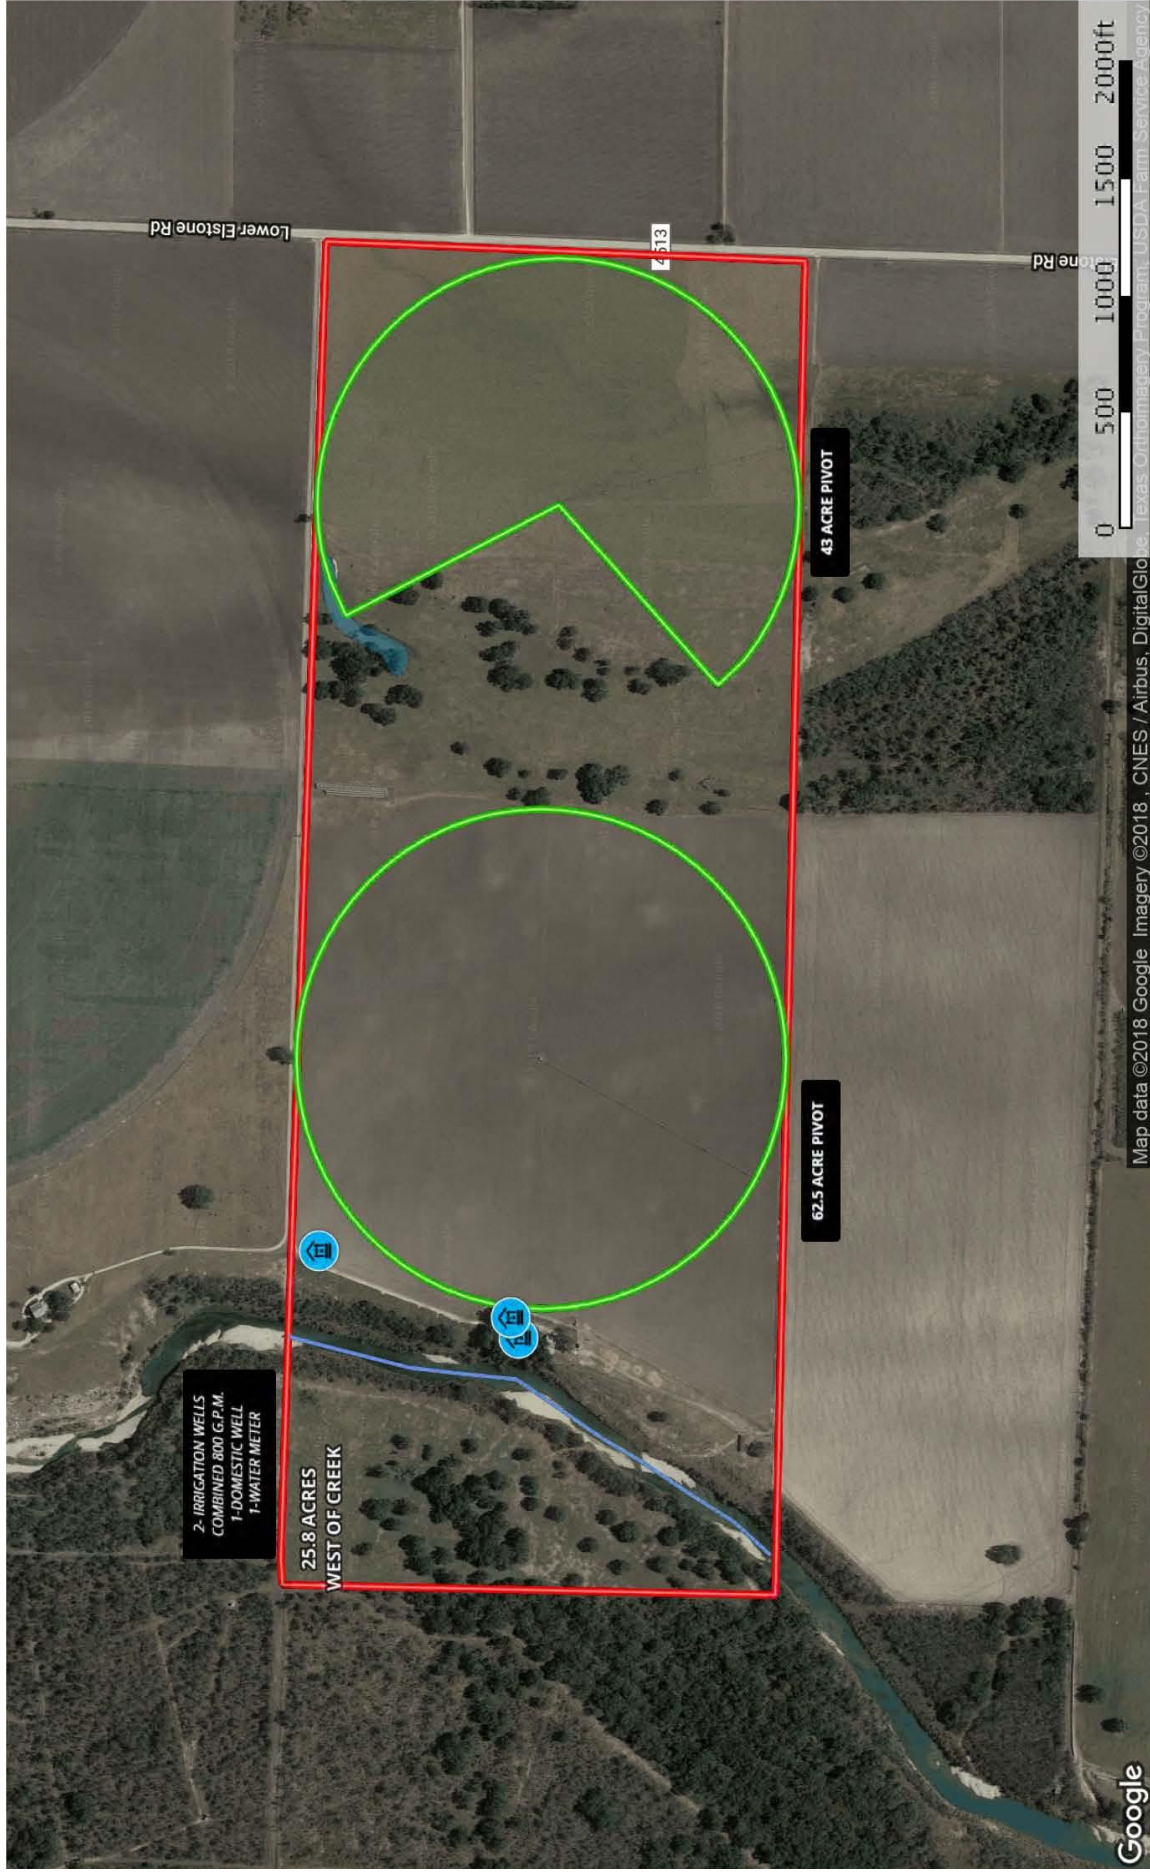 Lower Elstone Rd
4513
Rd
2- IRRIGATION WELLS
COMBINED 800 G.P.M.
1-DOMESTIC WELL
1-WATER METER
25.8 ACRES
WEST OF CREEK
62.5 ACRE PIVOT
43 ACRE PIVOT
0 500 1000 1500 2000ft
Google
Map data ©2018 Google Imagery ©2018 , CNES / Airbus, DigitalGlobe, Texas Orthoimagery Program, USDA Farm Service Agency